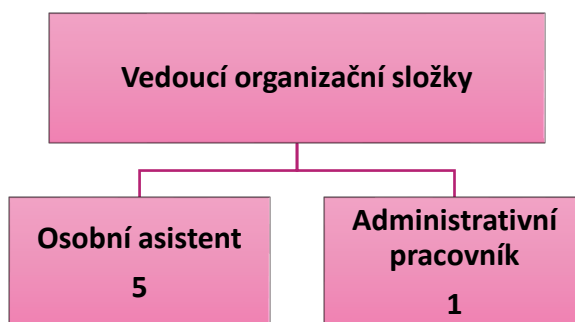 Vedoucí organizační složky
Osobní asistent
5
Administrativní
pracovník
1